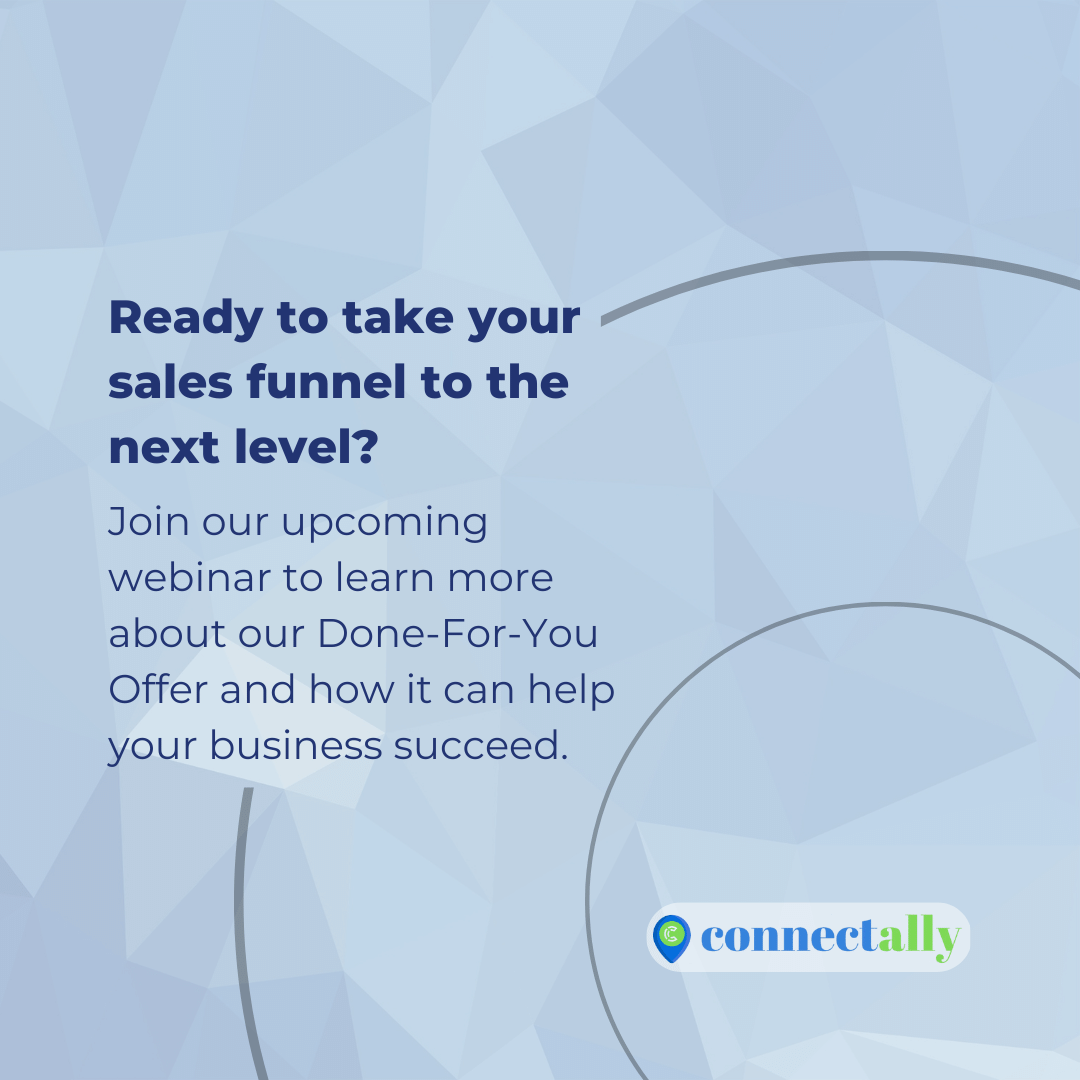 Ready to take your
sales funnel to the
next level?
Join our upcoming
webinar to learn more
about our Done-For-You
Offer and how it can help
your business succeed.
C connectally